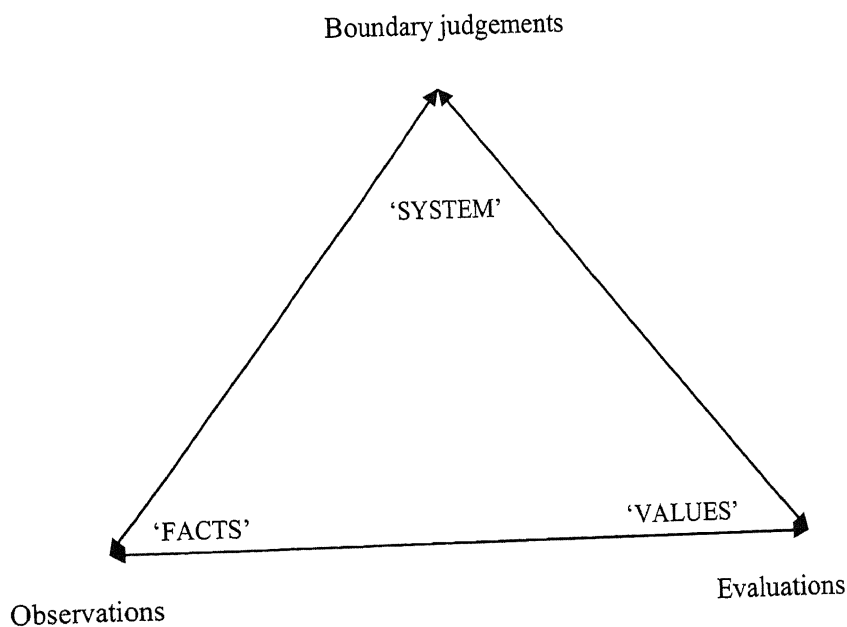 Boundary judgements
‘SYSTEM’
‘FACTS’
‘VALUES’
Observations
Evaluations